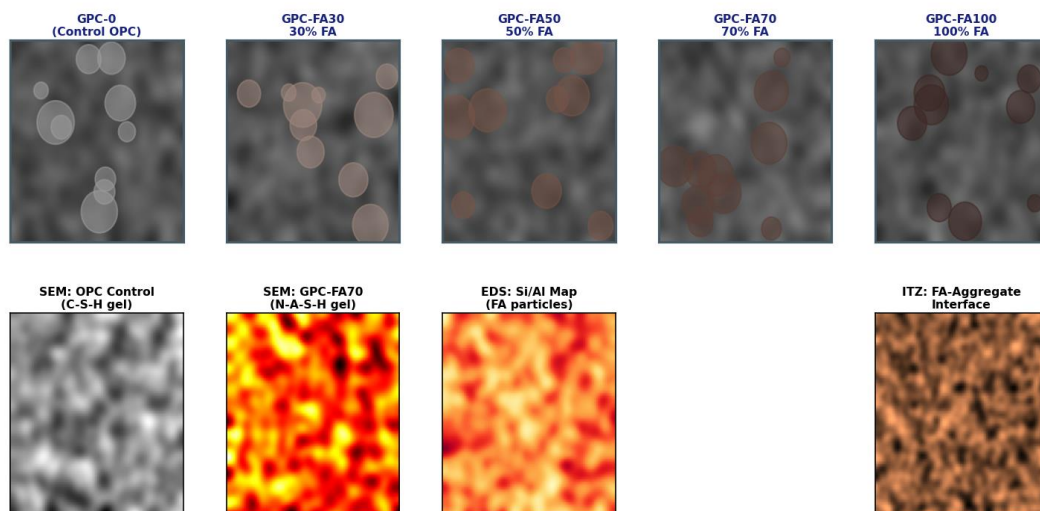 GPC-0
(Control OPC)
GPC-FA30
30% FA
GPC-FA50
50% FA
GPC-FA70
70% FA
GPC-FA100
100% FA
SEM: OPC Control
(C-S-H gel)
SEM: GPC-FA70
(N-A-S-H gel)
EDS: Si/Al Map
(FA particles)
ITZ: FA-Aggregate
Interface